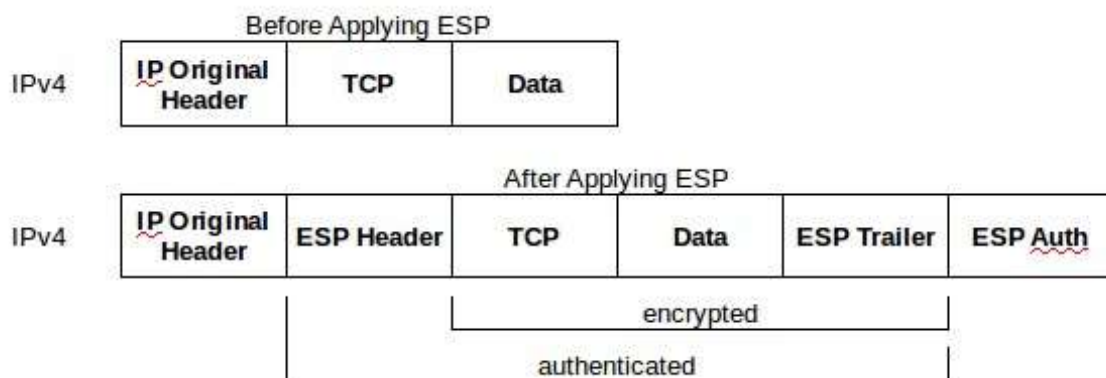 Before Applying ESP
IPv4 IP Original Header TCP Data
After Applying ESP
IPv4 IP Original Header ESP Header TCP Data ESP Trailer ESP Auth
encrypted
authenticated